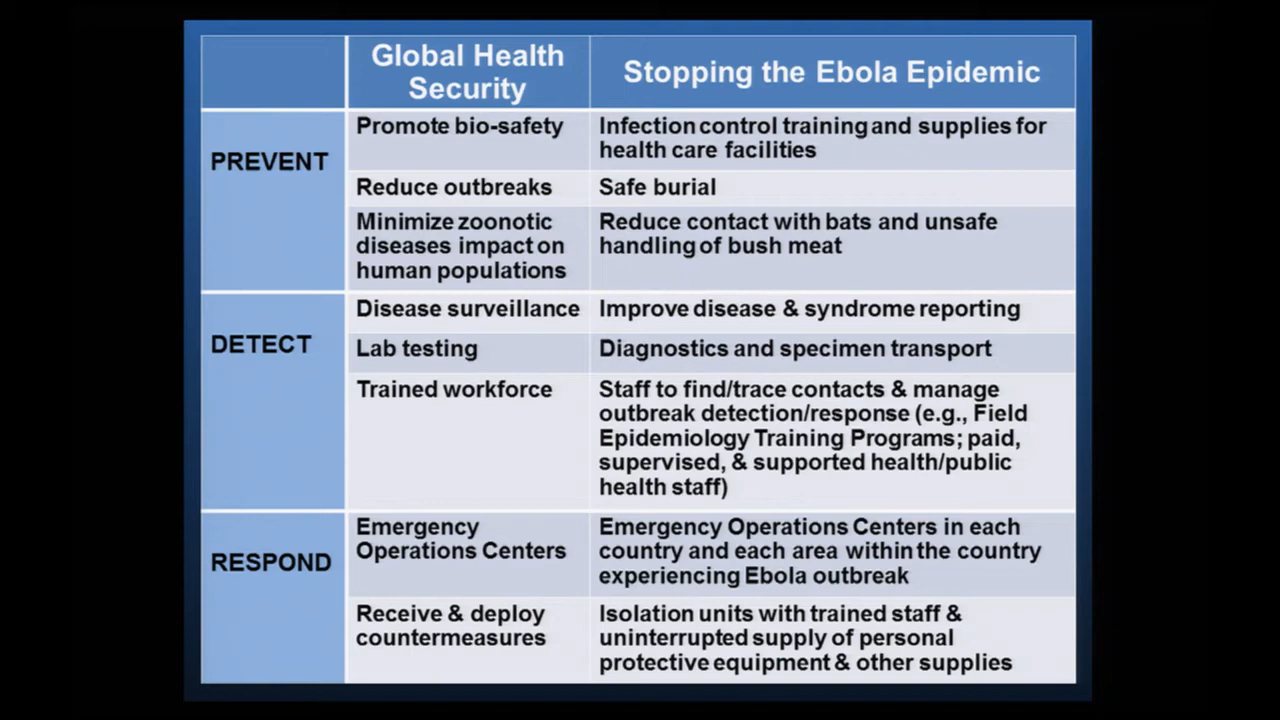 Global Health
Security
Stopping the Ebola Epidemic
PREVENT
Promote bio-safety
Infection control training and supplies for
health care facilities
Reduce outbreaks
Safe burial
Minimize zoonotic
diseases impact on
human populations
Reduce contact with bats and unsafe
handling of bush meat
DETECT
Disease surveillance
Improve disease & syndrome reporting
Lab testing
Diagnostics and specimen transport
Trained workforce
Staff to find/trace contacts & manage
outbreak detection/response (e.g., Field
Epidemiology Training Programs; paid,
supervised, & supported health/public
health staff)
RESPOND
Emergency
Operations Centers
Emergency Operations Centers in each
country and each area within the country
experiencing Ebola outbreak
Receive & deploy
countermeasures
Isolation units with trained staff &
uninterrupted supply of personal
protective equipment & other supplies